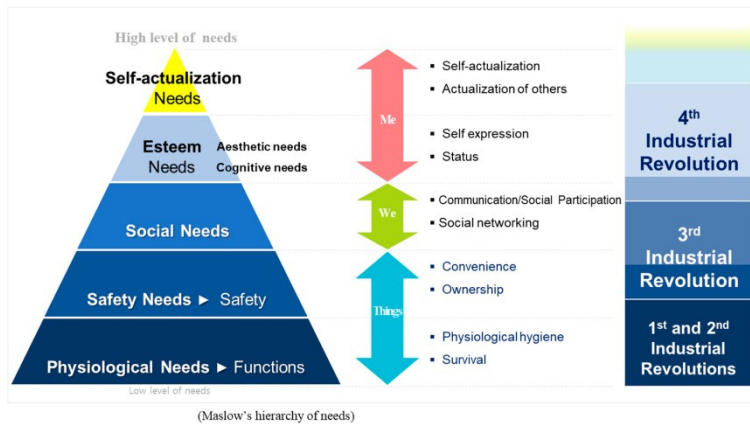 High level of needs
Self-actualization
Needs
Esteem
Needs
Aesthetic needs
Cognitive needs
Social Needs
Safety Needs ► Safety
Physiological Needs ► Functions
Low level of needs
(Maslow's hierarchy of needs)
Me
We
Things
▪ Self-actualization
▪ Actualization of others
▪ Self expression
▪ Status
▪ Communication/Social Participation
▪ Social networking
▪ Convenience
▪ Ownership
▪ Physiological hygiene
▪ Survival
4th
Industrial
Revolution
3rd
Industrial
Revolution
1st and 2nd
Industrial
Revolutions